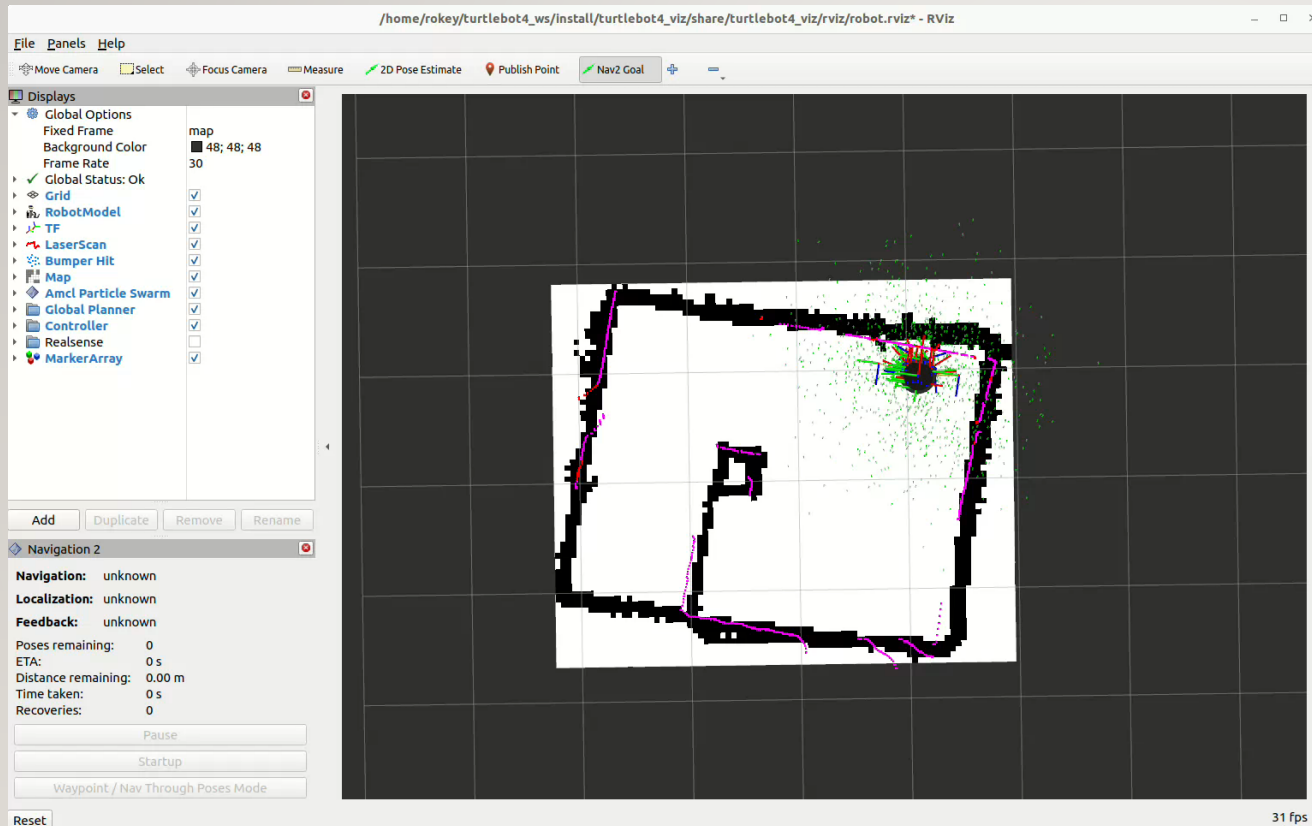 /home/rokey/turtlebot4_ws/install/turtlebot4_viz/share/turtlebot4_viz/rviz/robot.rviz* - RViz
File Panels Help
Move Camera Select Focus Camera Measure 2D Pose Estimate Publish Point Nav2 Goal
Displays
Global Options
Fixed Frame map
Background Color 48; 48; 48
Frame Rate 30
Global Status: Ok
Grid
RobotModel
TF
LaserScan
Bumper Hit
Map
Amcl Particle Swarm
Global Planner
Controller
Realsense
MarkerArray
Add Duplicate Remove Rename
Navigation 2
Navigation: unknown
Localization: unknown
Feedback: unknown
Poses remaining: 0
ETA: 0 s
Distance remaining: 0.00 m
Time taken: 0 s
Recoveries: 0
Pause
Startup
Waypoint / Nav Through Poses Mode
Reset 31 fps